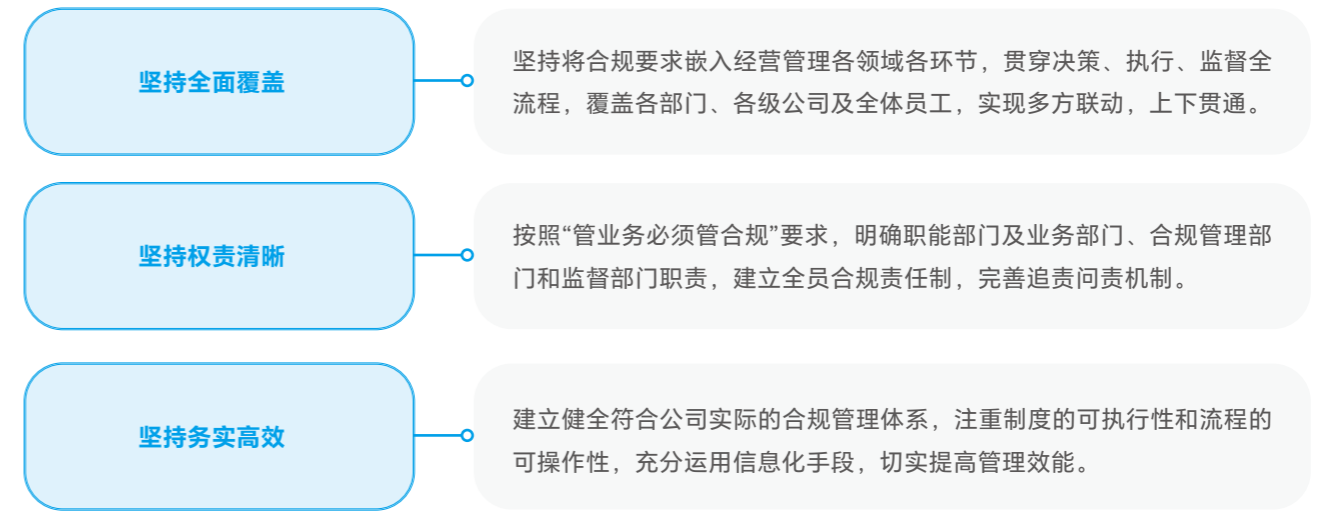 坚持全面覆盖
坚持将合规要求嵌入经营管理各领域各环节，贯穿决策、执行、监督全
流程，覆盖各部门、各级公司及全体员工，实现多方联动，上下贯通。
坚持权责清晰
按照“管业务必须管合规”要求，明确职能部门及业务部门、合规管理部
门和监督部门职责，建立全员合规责任制，完善追责问责机制。
坚持务实高效
建立健全符合公司实际的合规管理体系，注重制度的可执行性和流程的
可操作性，充分运用信息化手段，切实提高管理效能。